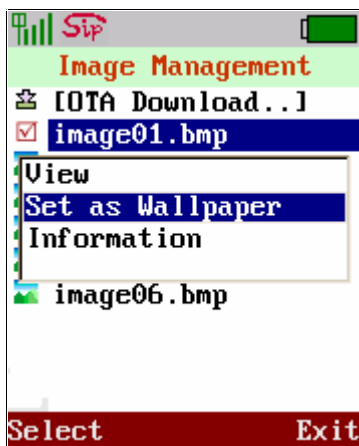 Sip
Image Management
[OTA Download..]
image01.bmp
View
Set as Wallpaper
Information
image06.bmp
Select Exit